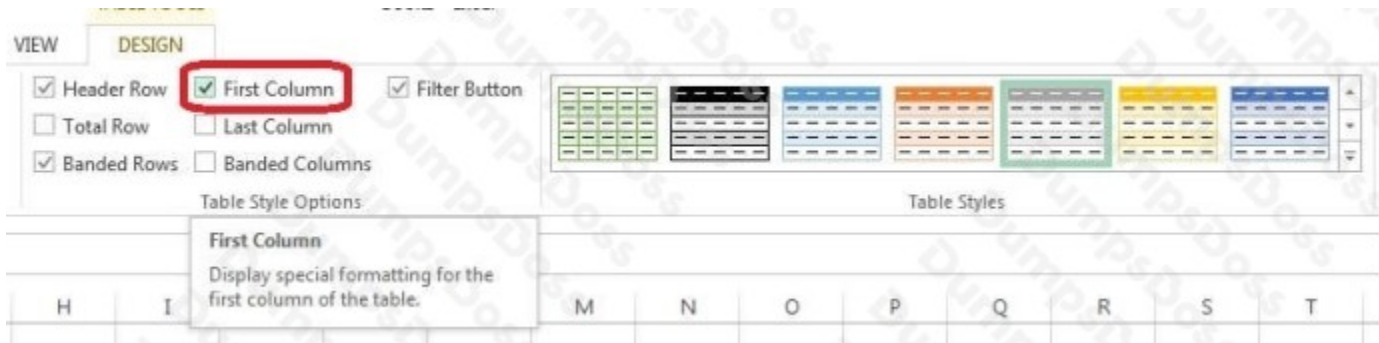 VIEW DESIGN
Header Row First Column Filter Button
Total Row Last Column
Banded Rows Banded Columns
Table Style Options Table Styles
First Column
Display special formatting for the
first column of the table.
H I M N O P Q R S T
DumpsDoss